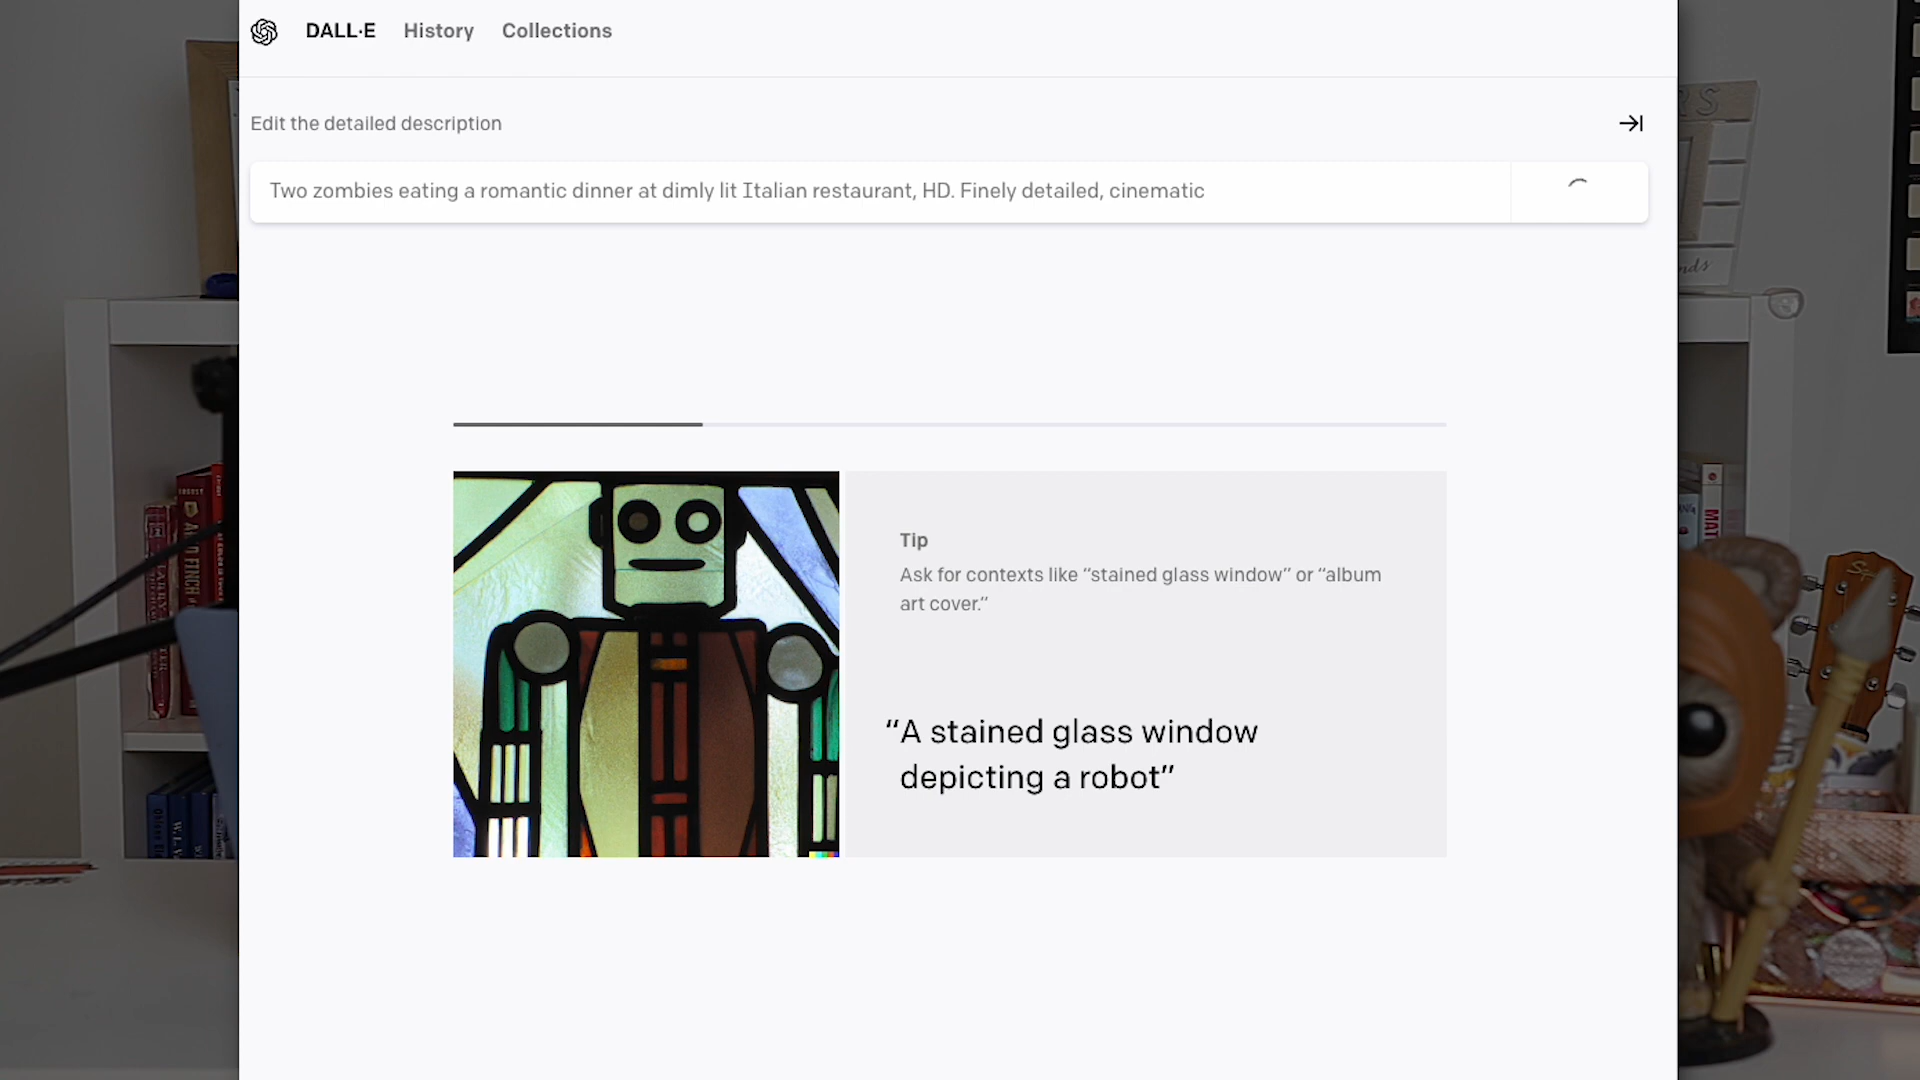 DALL·E History Collections
Edit the detailed description
Two zombies eating a romantic dinner at dimly lit Italian restaurant, HD. Finely detailed, cinematic
Tip
Ask for contexts like “stained glass window” or “album
art cover.”
“A stained glass window
depicting a robot”
FINCH